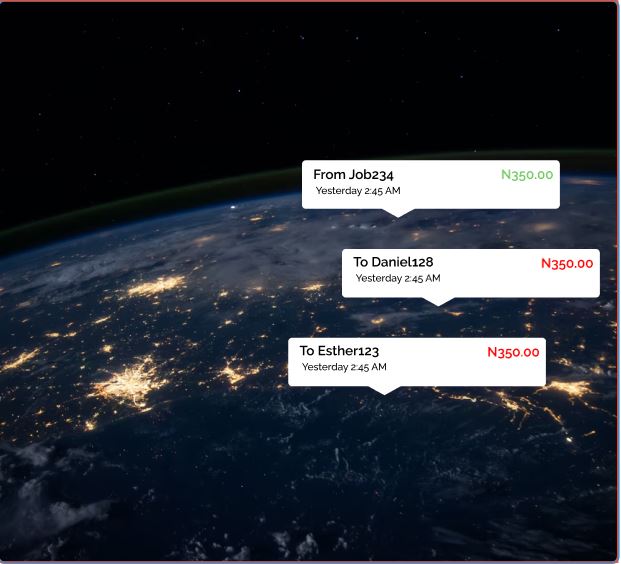 From Job234 N350.00
Yesterday 2:45 AM
To Daniel128 N350.00
Yesterday 2:45 AM
To Esther123 N350.00
Yesterday 2:45 AM